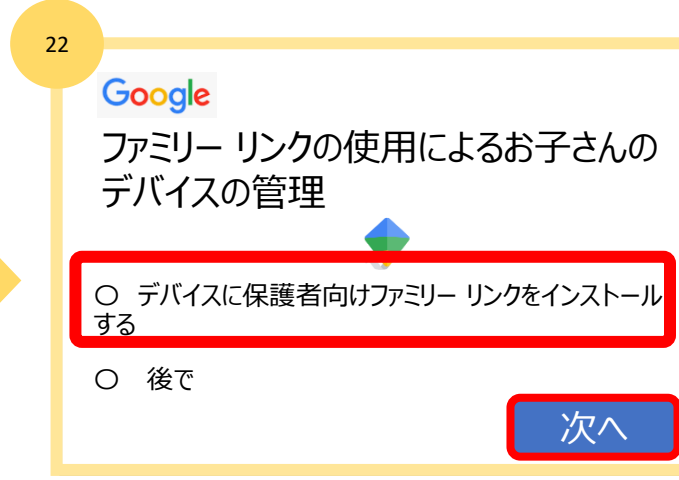 22
Google
ファミリー リンクの使用によるお子さんの
デバイスの管理
〇 デバイスに保護者向けファミリー リンクをインストール
する
〇 後で
次へ